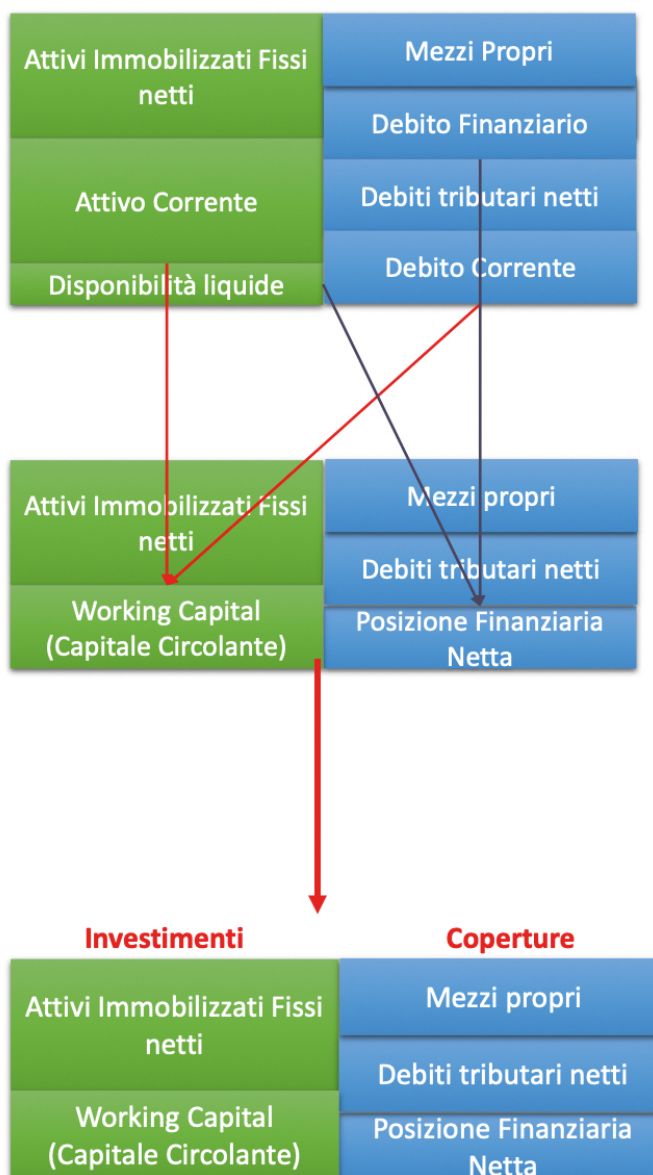 Attivi Immobilizzati Fissi
netti
Attivo Corrente
Disponibilità liquide
Mezzi Propri
Debito Finanziario
Debiti tributari netti
Debito Corrente
Attivi Immobilizzati Fissi
netti
Working Capital
(Capitale Circolante)
Mezzi propri
Debiti tributari netti
Posizione Finanziaria
Netta
Investimenti
Coperture
Attivi Immobilizzati Fissi
netti
Working Capital
(Capitale Circolante)
Mezzi propri
Debiti tributari netti
Posizione Finanziaria
Netta